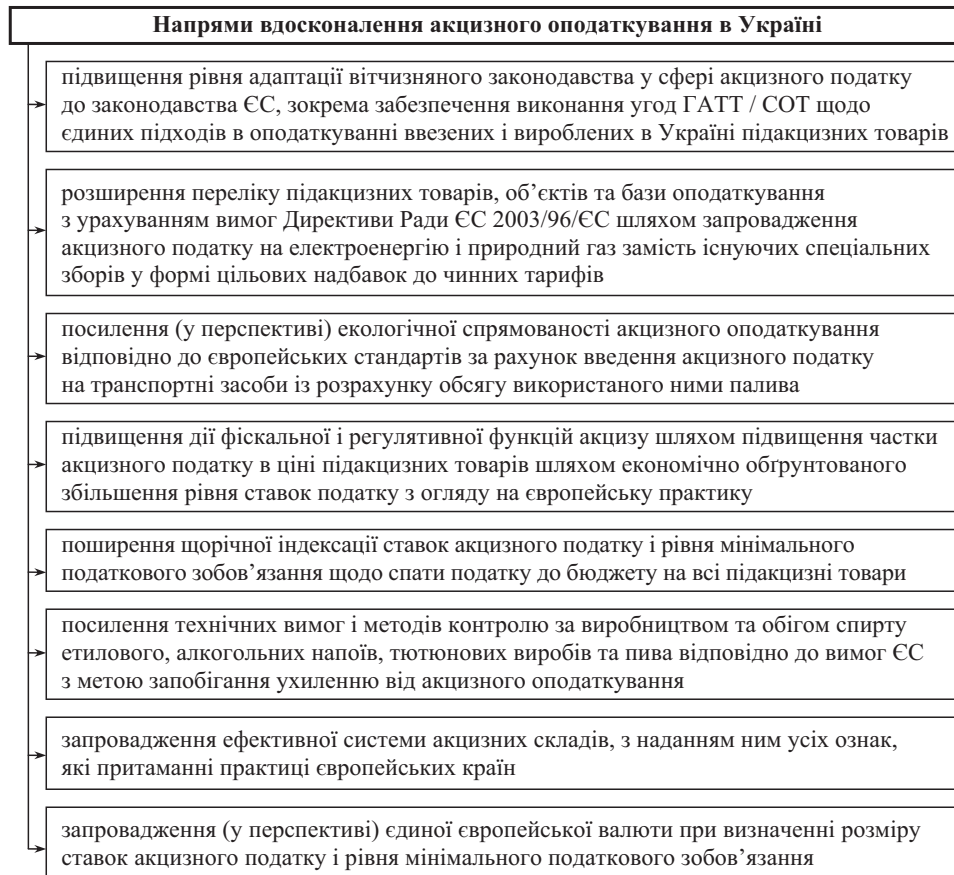 Напрями вдосконалення акцизного оподаткування в Україні
підвищення рівня адаптації вітчизняного законодавства у сфері акцизного податку
до законодавства ЄС, зокрема забезпечення виконання угод ГАТТ / СОТ щодо
єдиних підходів в оподаткуванні ввезених і вироблених в Україні підакцизних товарів
розширення переліку підакцизних товарів, об’єктів та бази оподаткування
з урахуванням вимог Директиви Ради ЄС 2003/96/ЄС шляхом запровадження
акцизного податку на електроенергію і природний газ замість існуючих спеціальних
зборів у формі цільових надбавок до чинних тарифів
посилення (у перспективі) екологічної спрямованості акцизного оподаткування
відповідно до європейських стандартів за рахунок введення акцизного податку
на транспортні засоби із розрахунку обсягу використаного ними палива
підвищення дії фіскальної і регулятивної функцій акцизу шляхом підвищення частки
акцизного податку в ціні підакцизних товарів шляхом економічно обґрунтованого
збільшення рівня ставок податку з огляду на європейську практику
поширення щорічної індексації ставок акцизного податку і рівня мінімального
податкового зобов’язання щодо спати податку до бюджету на всі підакцизні товари
посилення технічних вимог і методів контролю за виробництвом та обігом спирту
етилового, алкогольних напоїв, тютюнових виробів та пива відповідно до вимог ЄС
з метою запобігання ухиленню від акцизного оподаткування
запровадження ефективної системи акцизних складів, з наданням ним усіх ознак,
які притаманні практиці європейських країн
запровадження (у перспективі) єдиної європейської валюти при визначенні розміру
ставок акцизного податку і рівня мінімального податкового зобов’язання